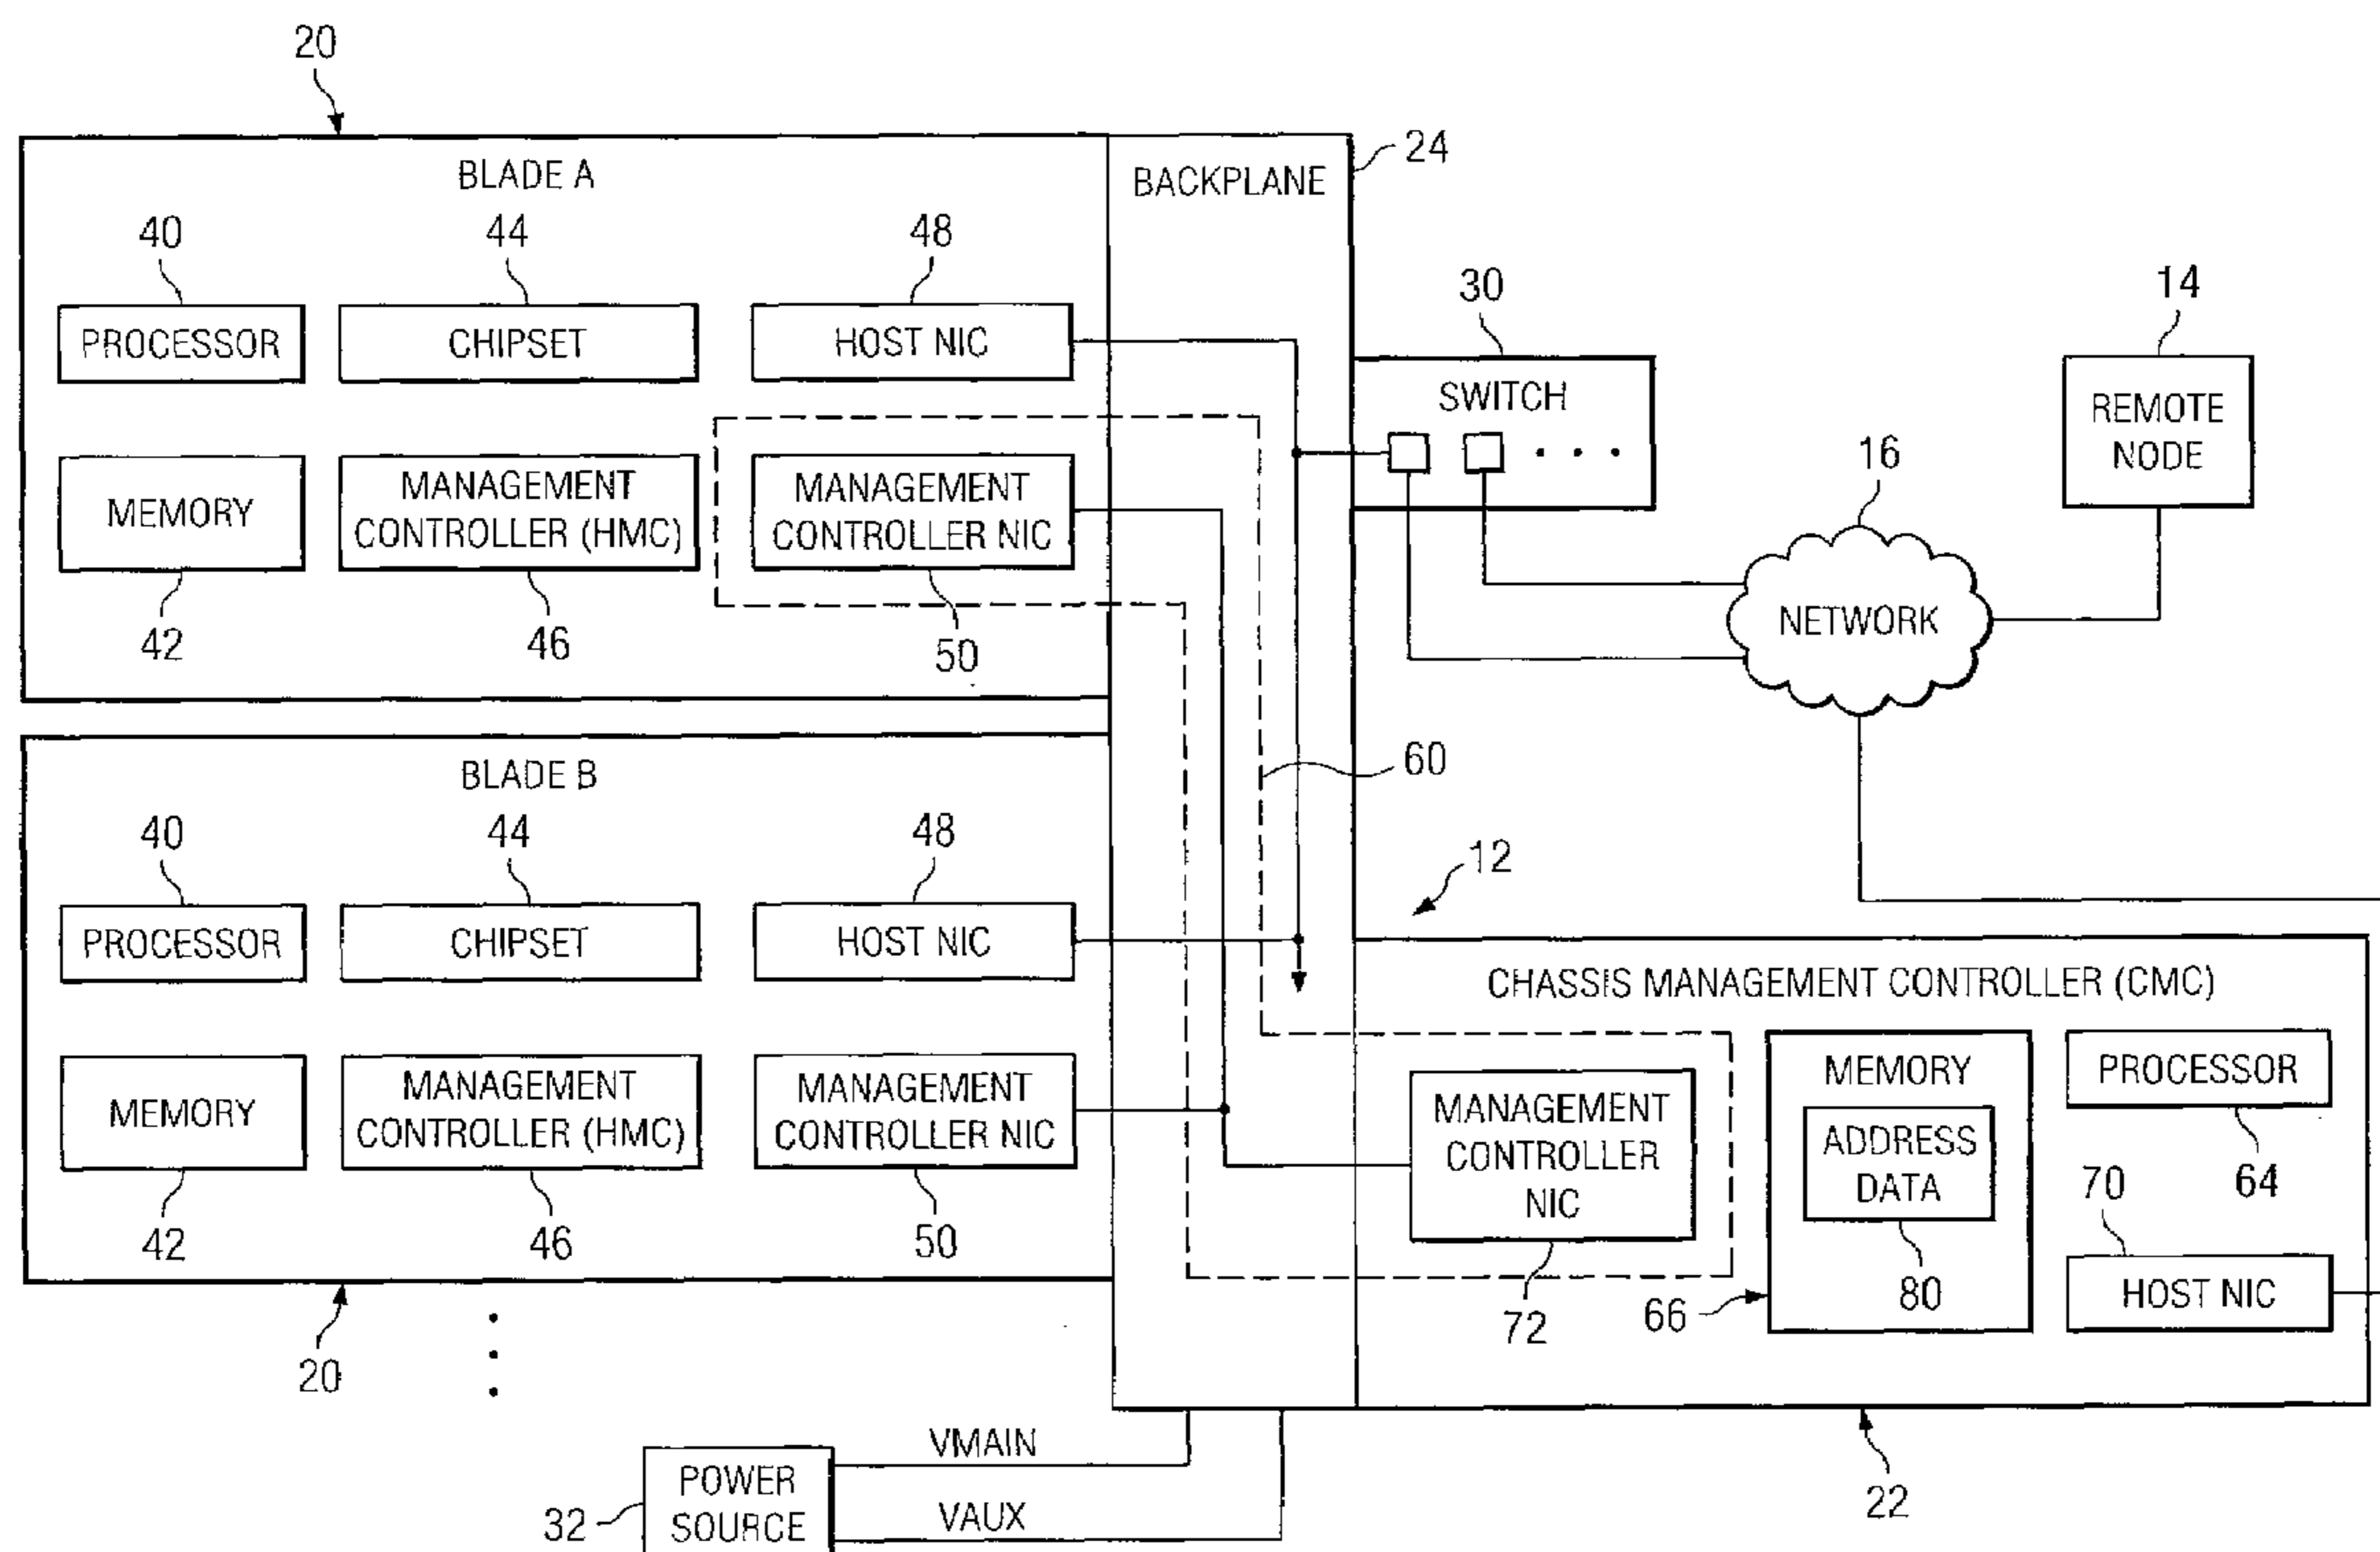 20
BLADE A
BACKPLANE
24
40
44
48
30
14
PROCESSOR
CHIPSET
HOST NIC
SWITCH
REMOTE
NODE
16
MEMORY
MANAGEMENT
CONTROLLER (HMC)
MANAGEMENT
CONTROLLER NIC
NETWORK
42
46
50
60
BLADE B
40
44
48
12
PROCESSOR
CHIPSET
HOST NIC
CHASSIS MANAGEMENT CONTROLLER (CMC)
MEMORY
MANAGEMENT
CONTROLLER (HMC)
MANAGEMENT
CONTROLLER NIC
MANAGEMENT
CONTROLLER
NIC
MEMORY
ADDRESS
DATA
PROCESSOR
64
70
HOST NIC
42
46
50
72
66
80
20
VMAIN
POWER
SOURCE
32
VAUX
22